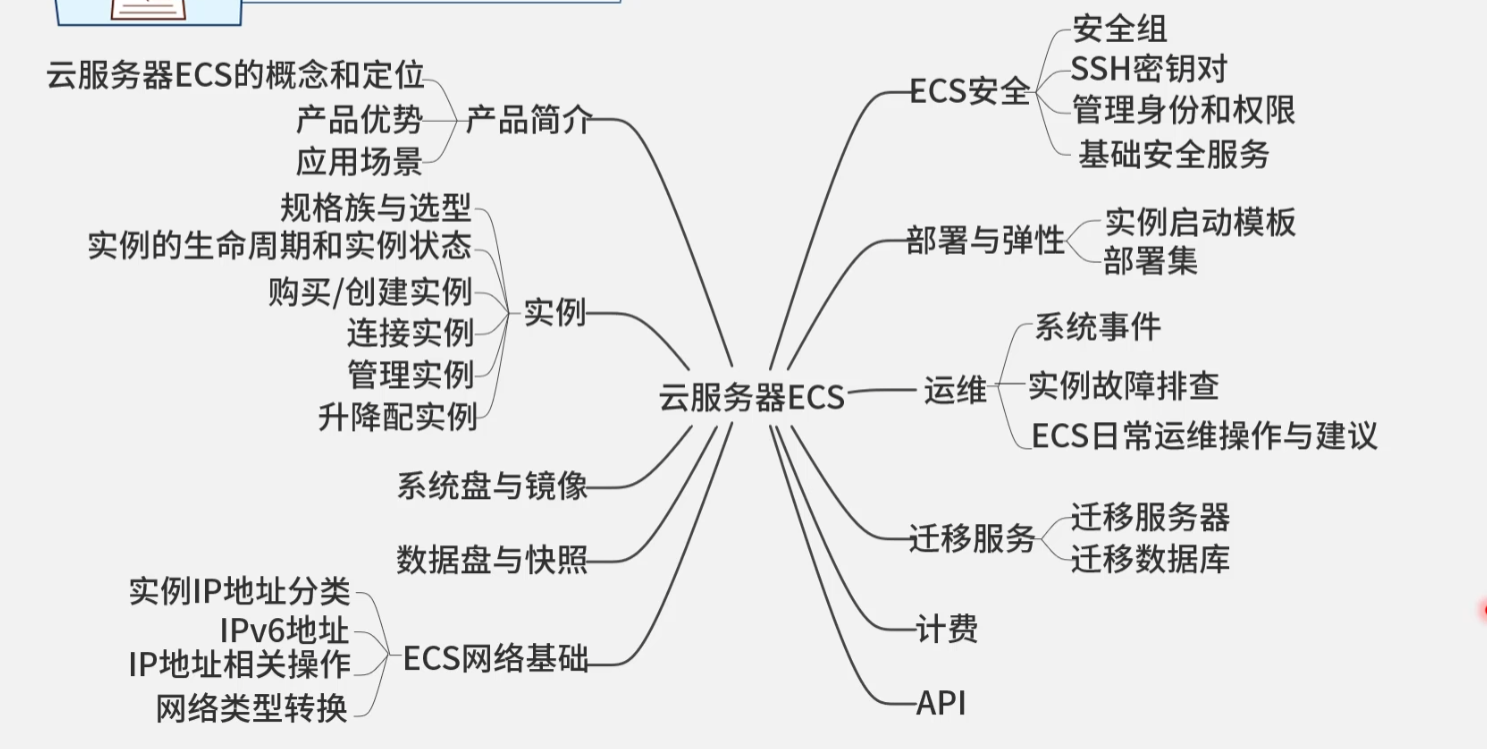 云服务器ECS
产品简介
云服务器ECS的概念和定位
产品优势
应用场景
实例
规格族与选型
实例的生命周期和实例状态
购买/创建实例
连接实例
管理实例
升降配实例
系统盘与镜像
数据盘与快照
ECS网络基础
实例IP地址分类
IPv6地址
IP地址相关操作
网络类型转换
ECS安全
安全组
SSH密钥对
管理身份和权限
基础安全服务
部署与弹性
实例启动模板
部署集
运维
系统事件
实例故障排查
ECS日常运维操作与建议
迁移服务
迁移服务器
迁移数据库
计费
API